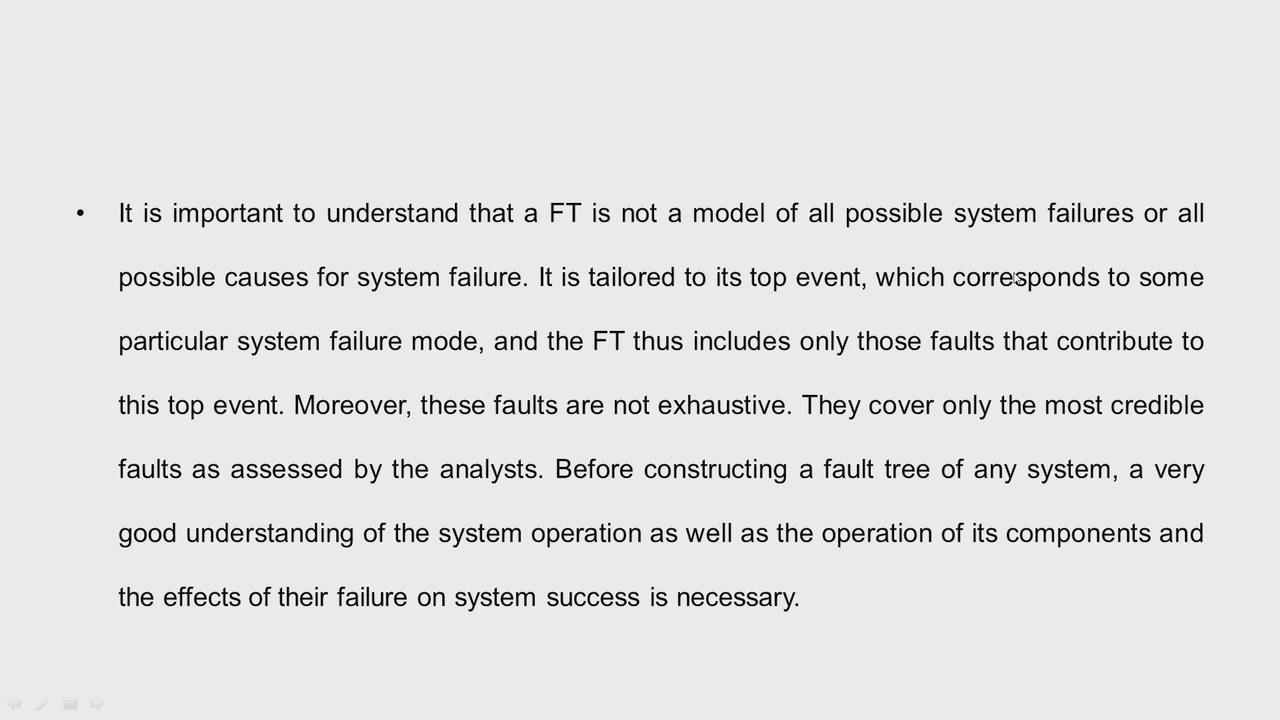 • It is important to understand that a FT is not a model of all possible system failures or all
possible causes for system failure. It is tailored to its top event, which corresponds to some
particular system failure mode, and the FT thus includes only those faults that contribute to
this top event. Moreover, these faults are not exhaustive. They cover only the most credible
faults as assessed by the analysts. Before constructing a fault tree of any system, a very
good understanding of the system operation as well as the operation of its components and
the effects of their failure on system success is necessary.